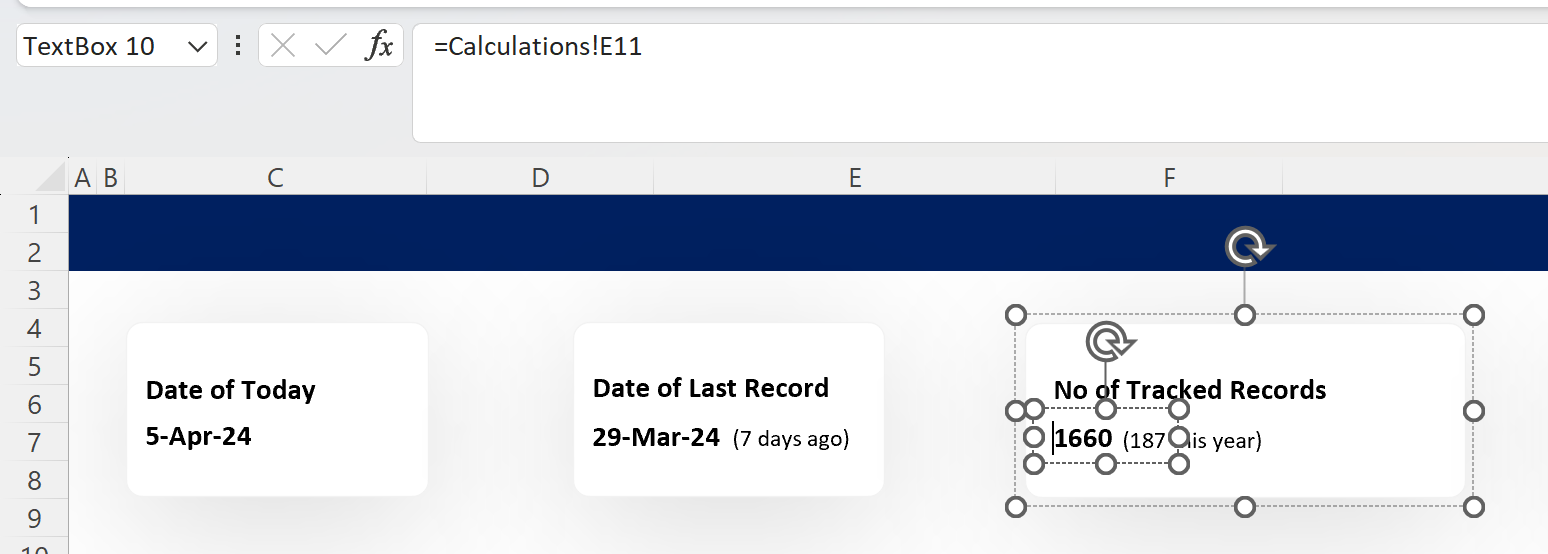 TextBox 10 fx =Calculations!E11
A B C D E F
1
2
3
4
5
6
7
8
9
10
Date of Today
5-Apr-24
Date of Last Record
29-Mar-24 (7 days ago)
No of Tracked Records
1660 (187 his year)